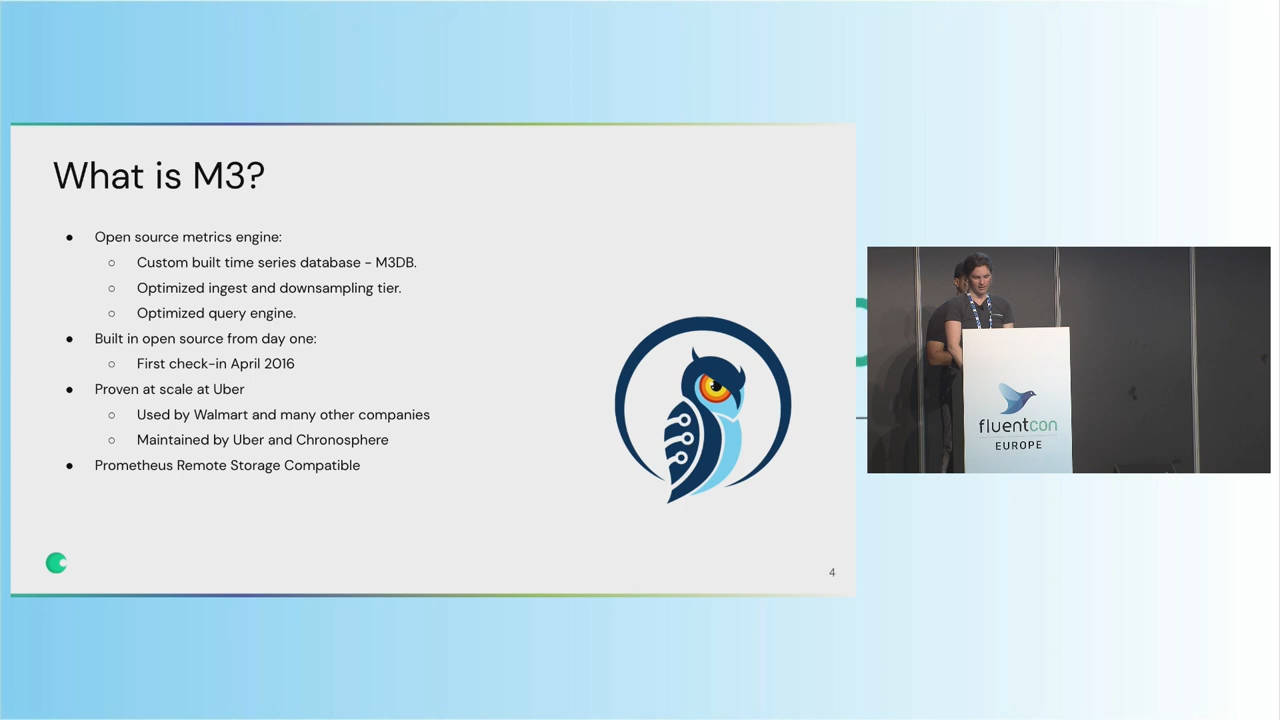 What is M3?
● Open source metrics engine:
○ Custom built time series database - M3DB.
○ Optimized ingest and downsampling tier.
○ Optimized query engine.
● Built in open source from day one:
○ First check-in April 2016
● Proven at scale at Uber
○ Used by Walmart and many other companies
○ Maintained by Uber and Chronosphere
● Prometheus Remote Storage Compatible
4
fluentcon
EUROPE